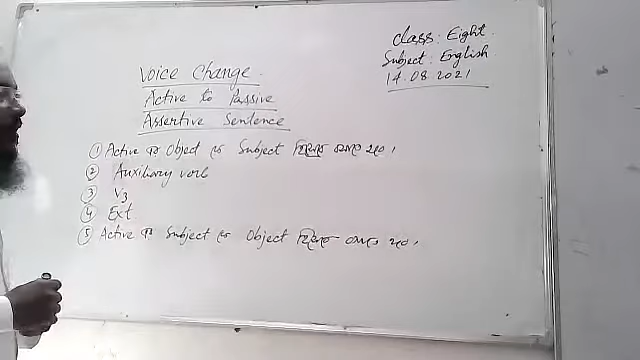 Class: Eight.
Subject: English.
14.08.2021
Voice Change.
Active to Passive
Assertive Sentence
① Active এর Object কে Subject হিসেবে বসাতে হবে।
② Auxiliary verb
③ V3
④ Ext
⑤ Active এর Subject কে Object হিসেবে বসাতে হবে।